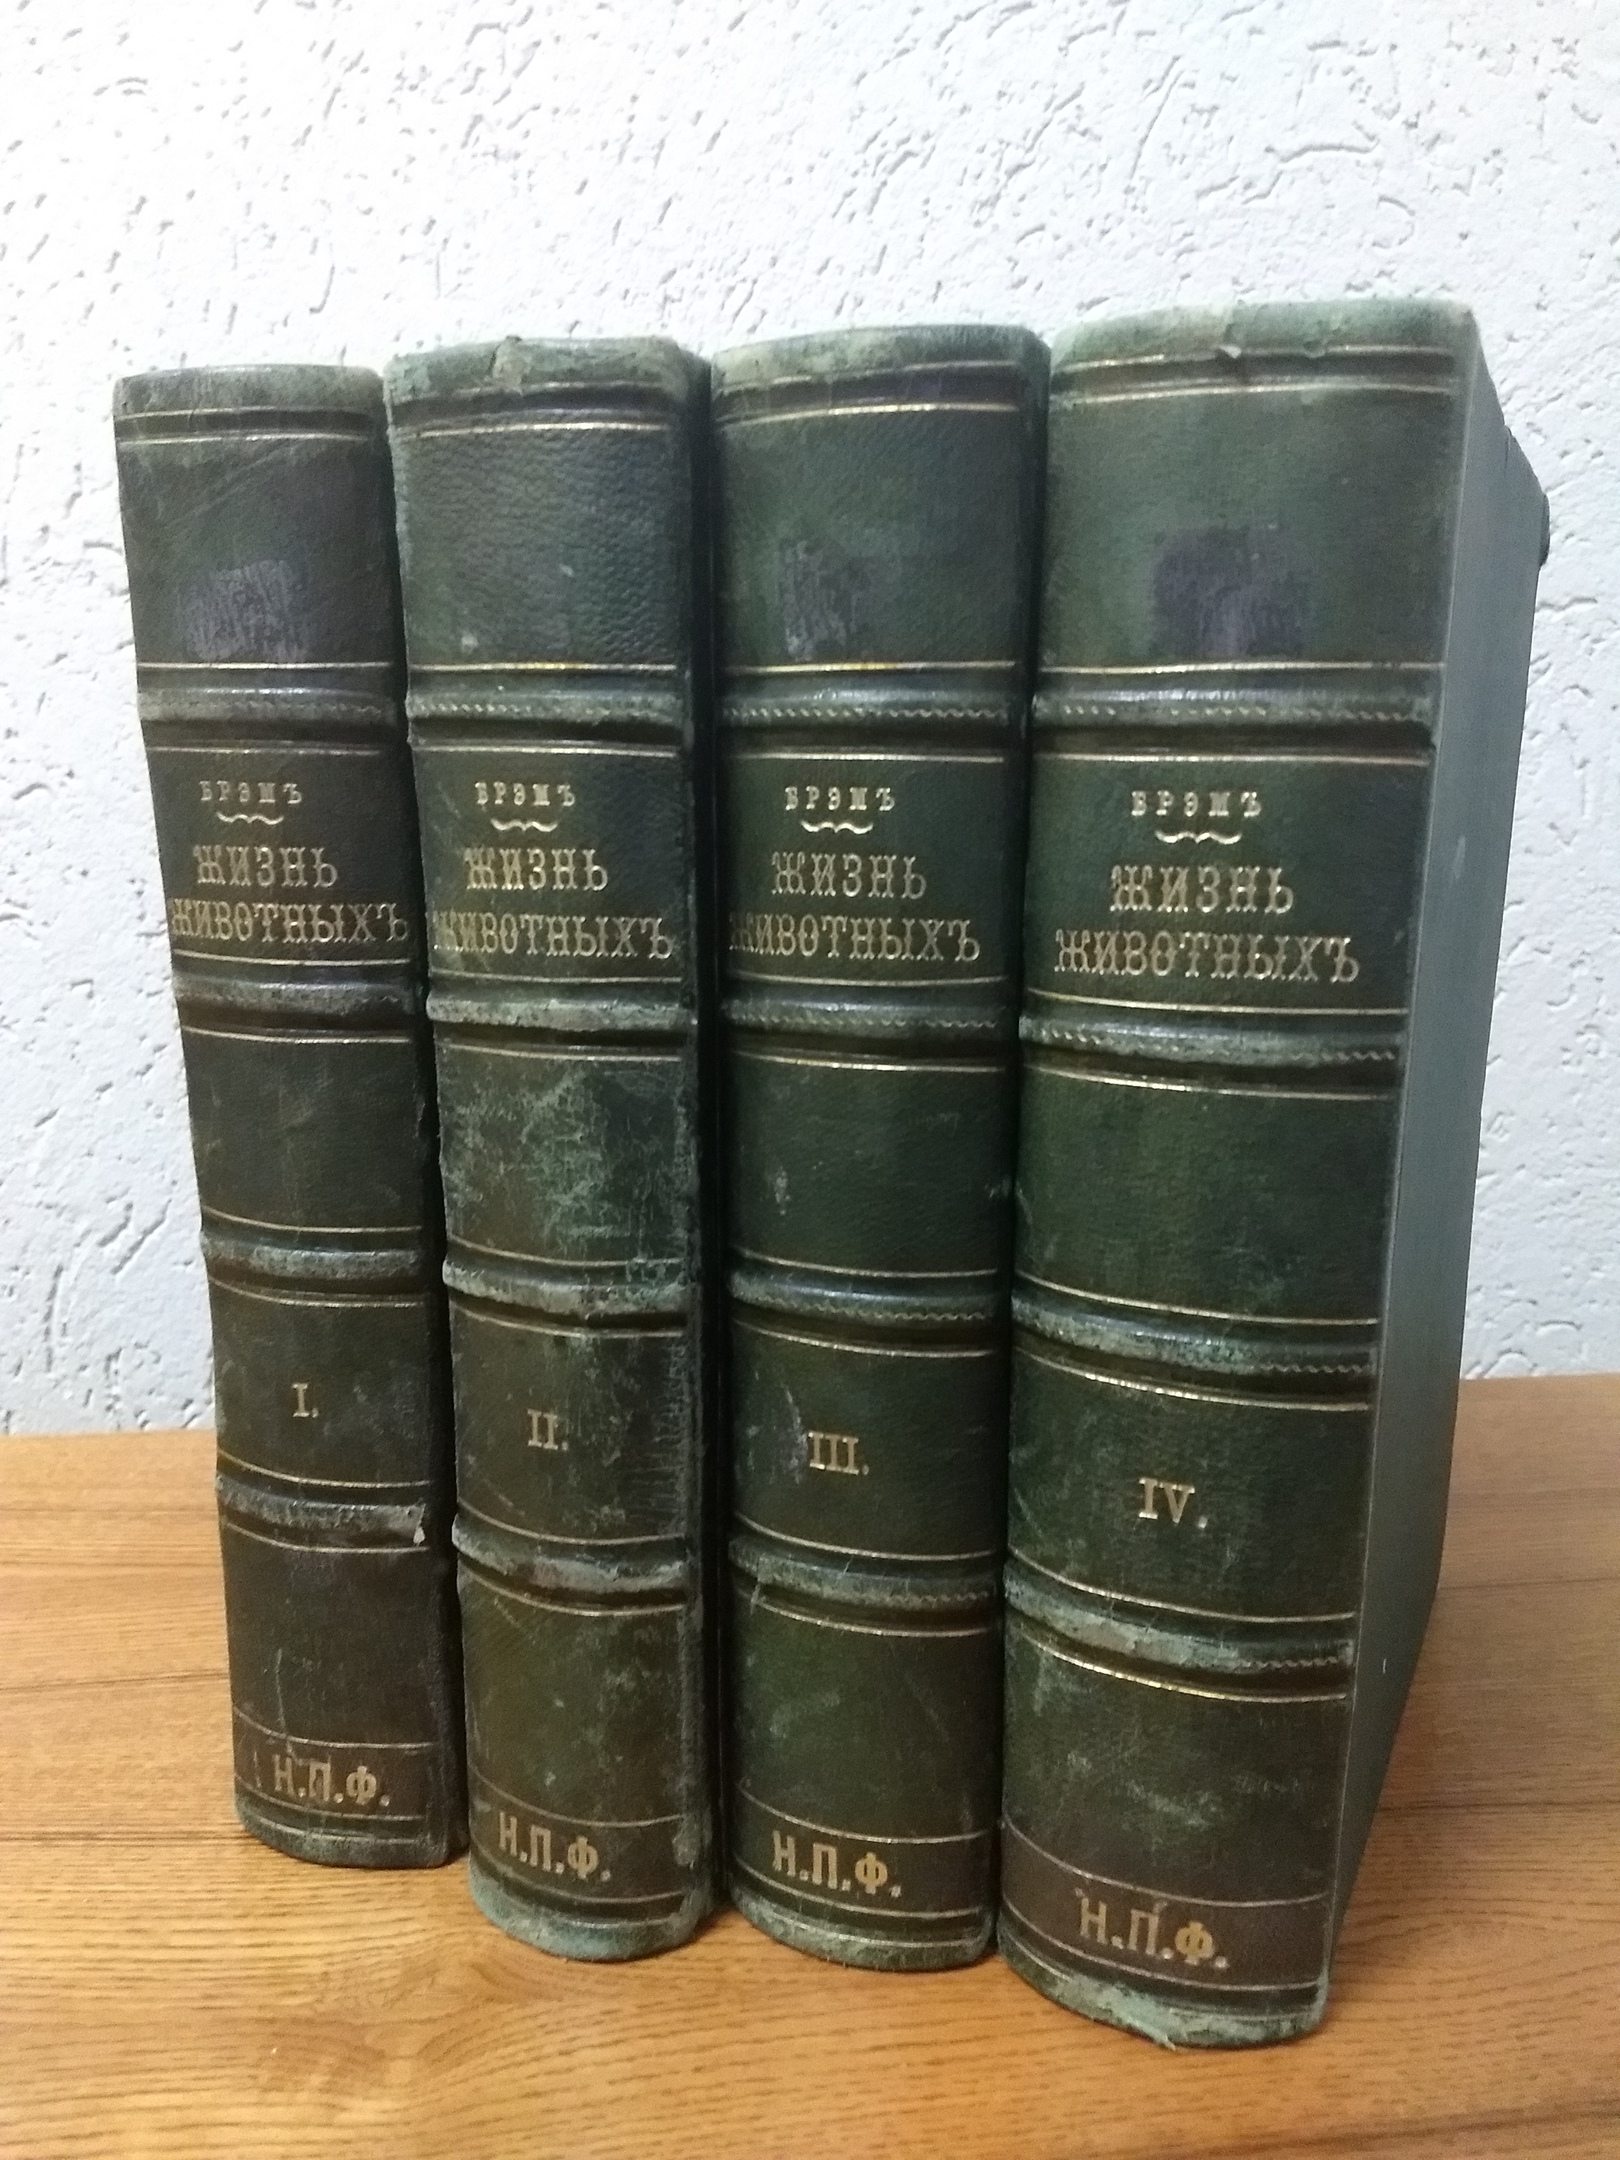 БРЭМЪ
ЖИЗНЬ
ЖИВОТНЫХЪ
I.
Н.П.Ф.
БРЭМЪ
ЖИЗНЬ
ЖИВОТНЫХЪ
II.
Н.П.Ф.
БРЭМЪ
ЖИЗНЬ
ЖИВОТНЫХЪ
III.
Н.П.Ф.
БРЭМЪ
ЖИЗНЬ
ЖИВОТНЫХЪ
IV.
Н.П.Ф.